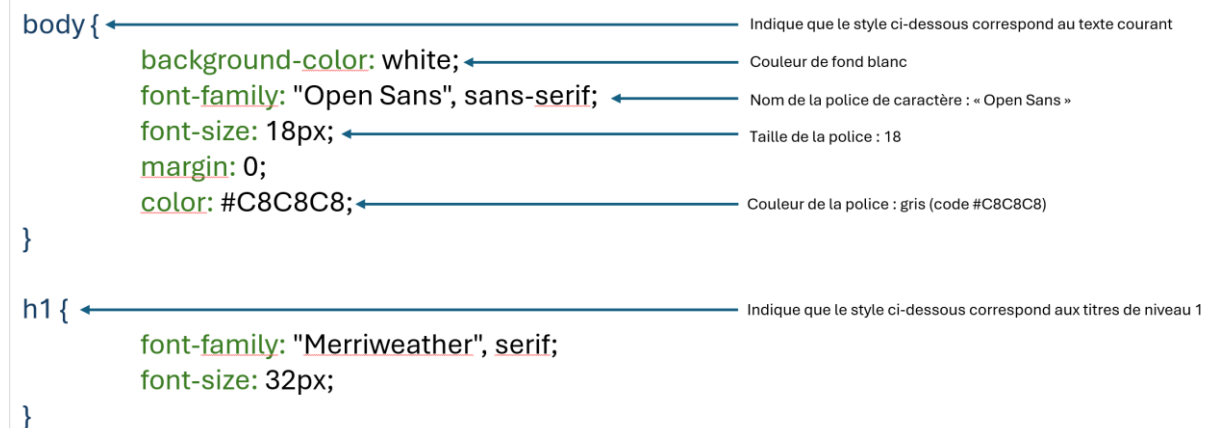 body { Indique que le style ci-dessous correspond au texte courant
background-color: white; Couleur de fond blanc
font-family: "Open Sans", sans-serif; Nom de la police de caractère : « Open Sans »
font-size: 18px; Taille de la police : 18
margin: 0;
color: #C8C8C8; Couleur de la police : gris (code #C8C8C8)
}
h1 { Indique que le style ci-dessous correspond aux titres de niveau 1
font-family: "Merriweather", serif;
font-size: 32px;
}